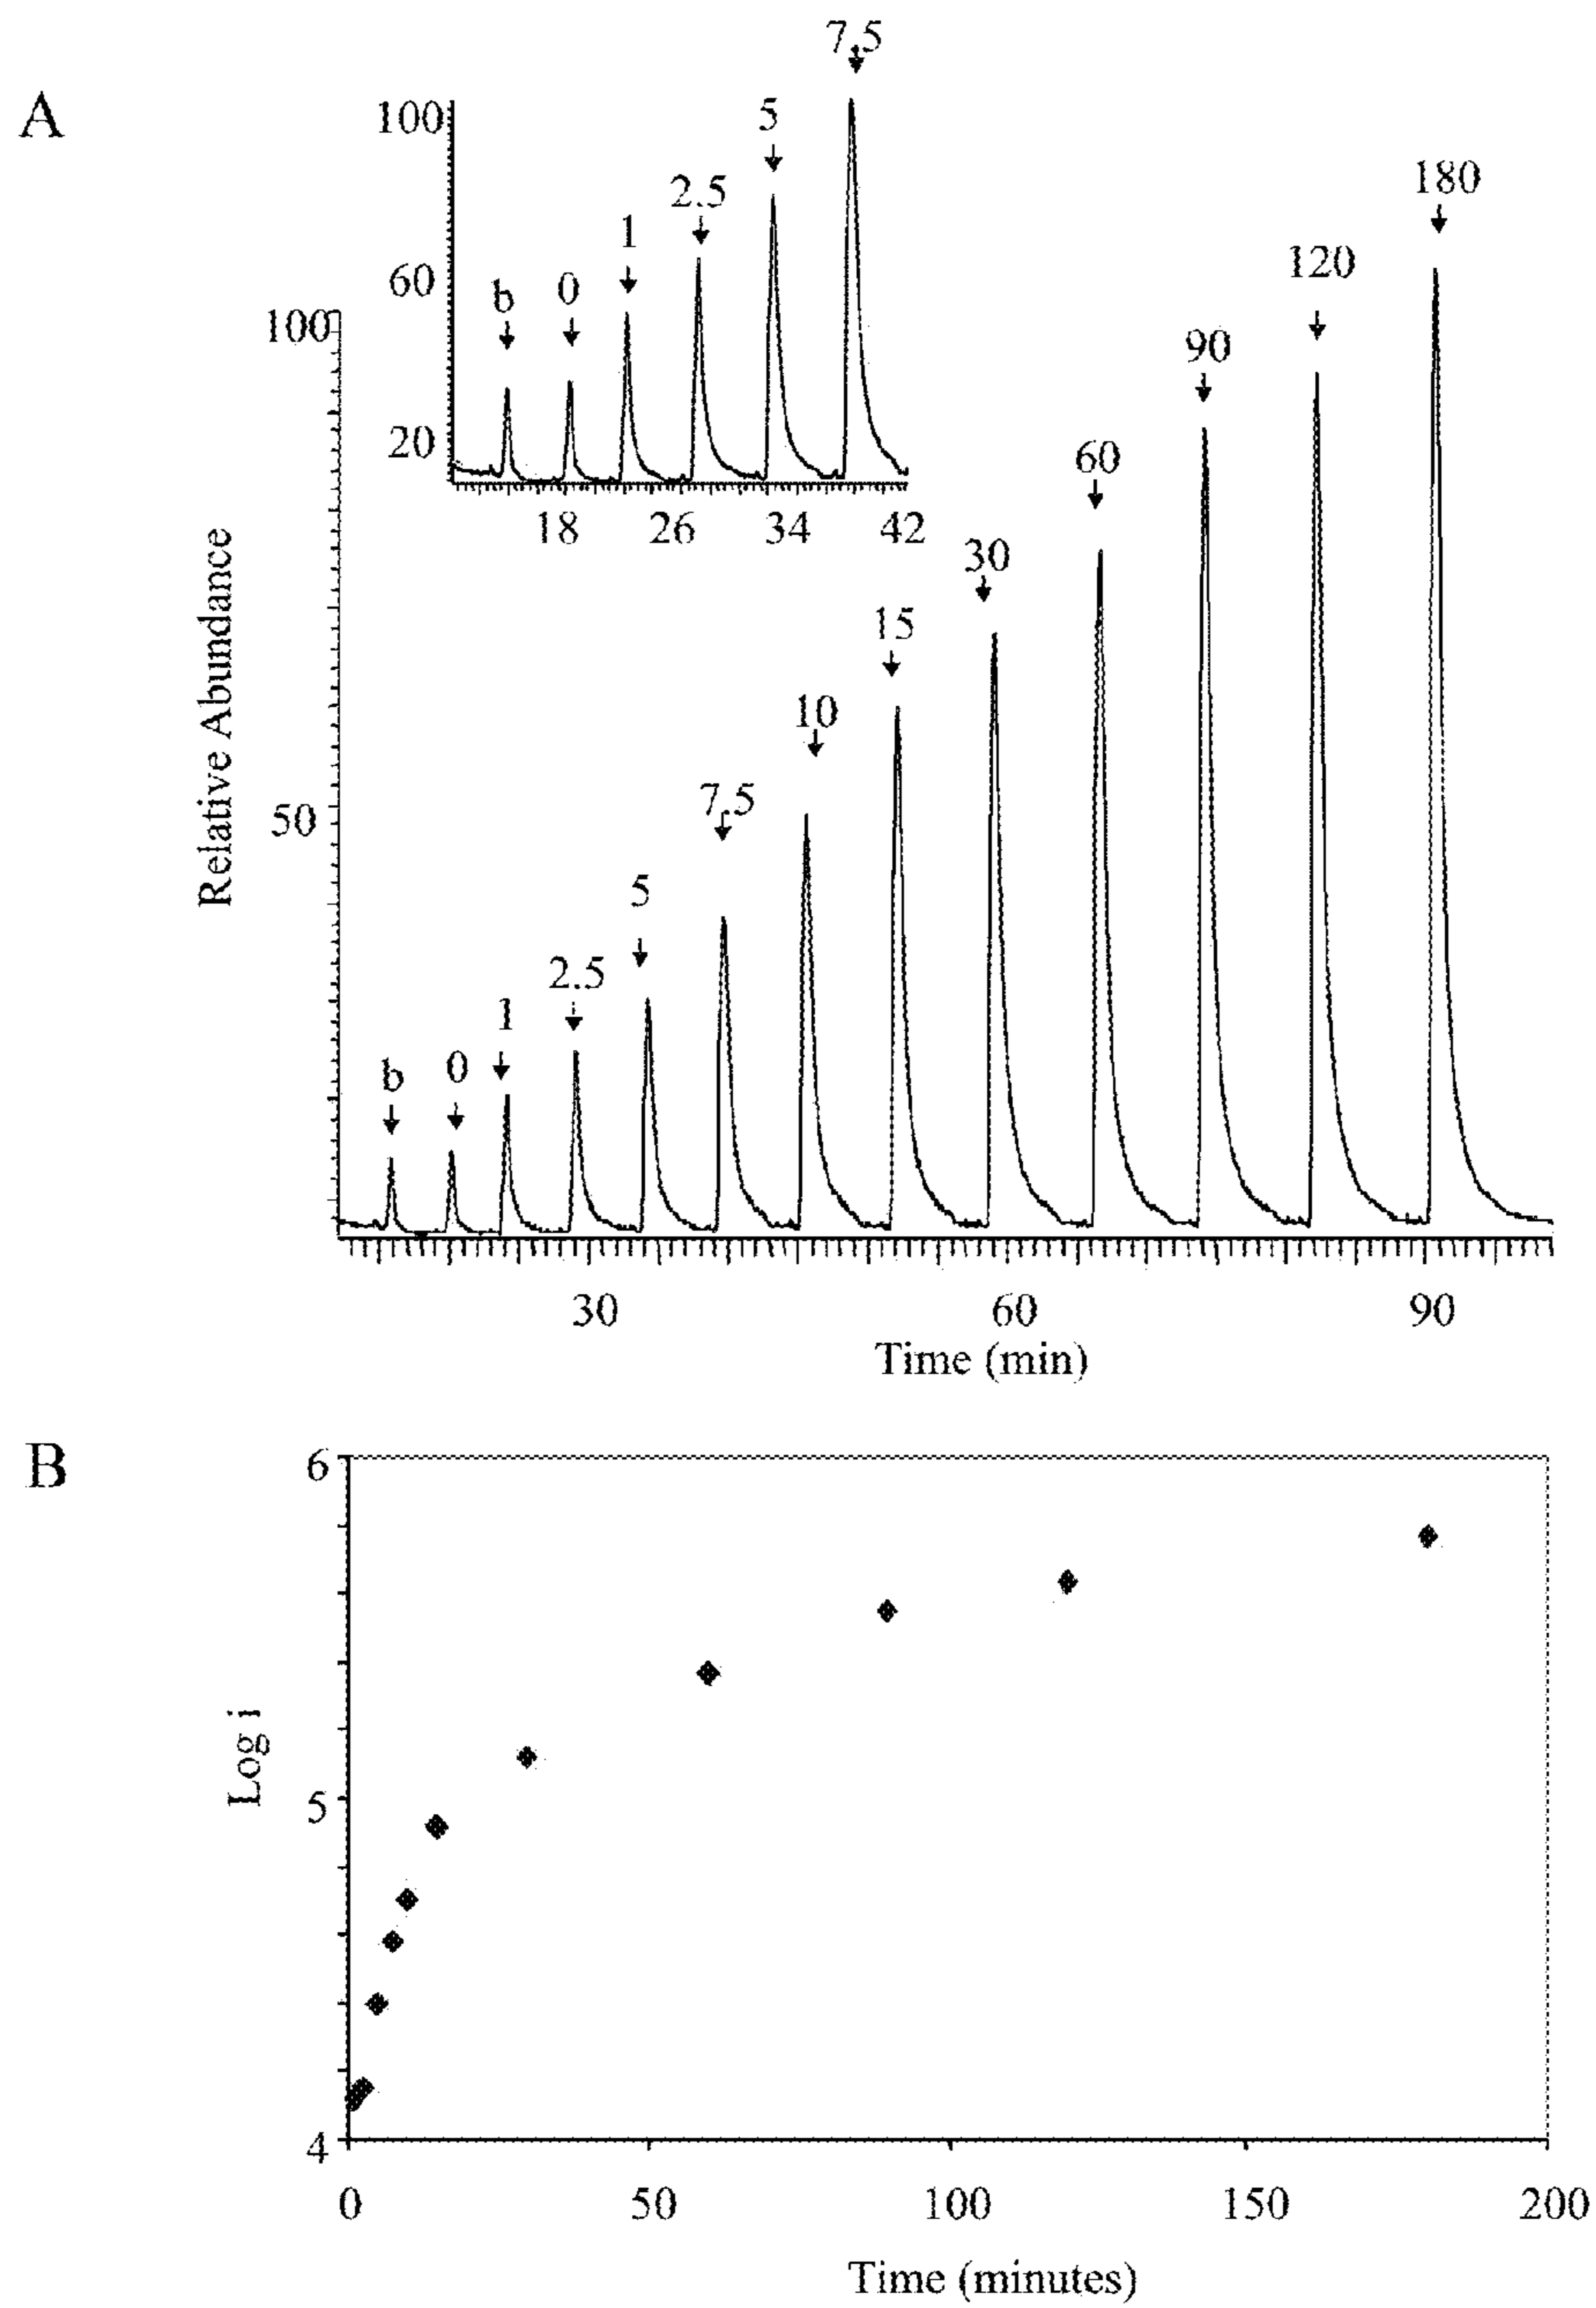 A
7.5
5
2.5
1
0
b
100
60
20
18 26 34 42
180
120
90
60
30
15
10
7.5
5
2.5
1
0
b
100
50
Relative Abundance
30 60 90
Time (min)
B
6
5
4
Log i
0 50 100 150 200
Time (minutes)